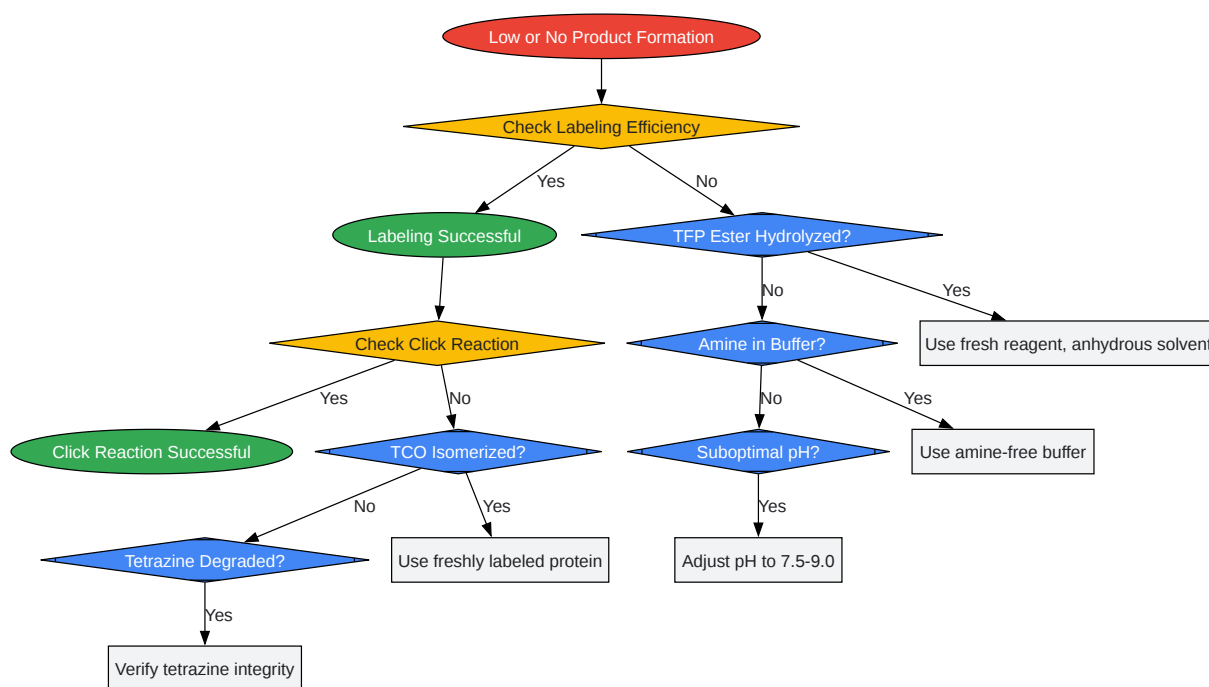 Low or No Product Formation
Check Labeling Efficiency
Yes
No
Labeling Successful
TFP Ester Hydrolyzed?
No
Yes
Check Click Reaction
Amine in Buffer?
Use fresh reagent, anhydrous solvent
Yes
No
No
Yes
Click Reaction Successful
TCO Isomerized?
Suboptimal pH?
Use amine-free buffer
No
Yes
Yes
Tetrazine Degraded?
Use freshly labeled protein
Adjust pH to 7.5-9.0
Yes
Verify tetrazine integrity